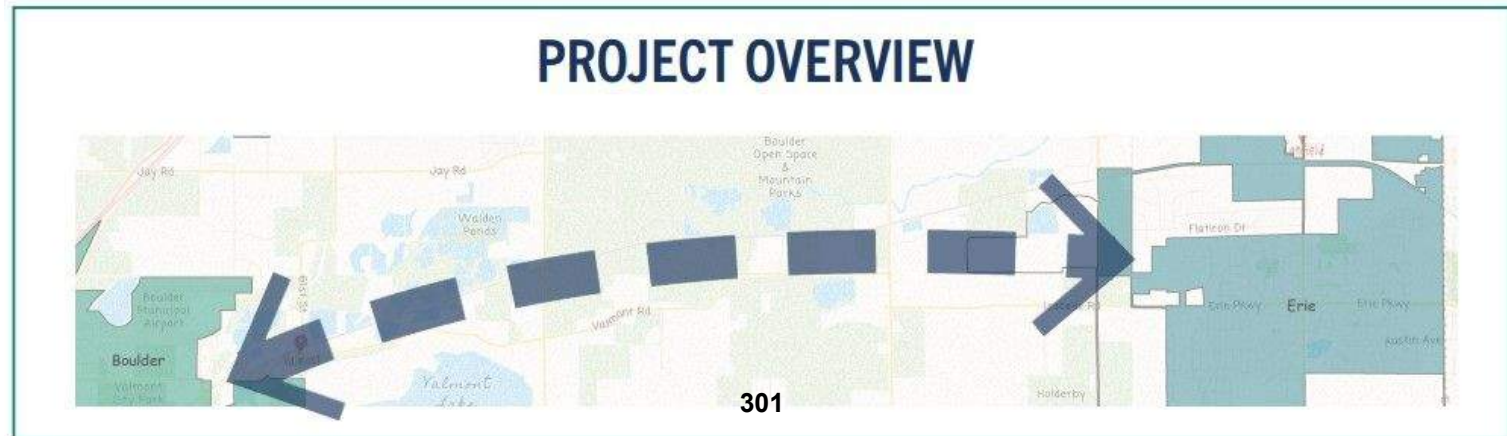 PROJECT OVERVIEW
Boulder
Open Space
&
Mountain
Parks
Jay Rd
Jay Rd
Walden
Ponds
Flatiron Dr
61st St
Boulder
Municipal
Airport
Valmont Rd
Erie Pkwy
Erie
Erie Pkwy
Austin Ave
Boulder
Valmont
City Park
Valmont
Lake
Holderby
301